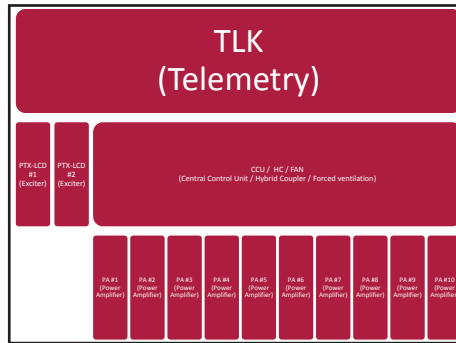 TLK
(Telemetry)
PTX-LCD
#1
(Exciter)
PTX-LCD
#2
(Exciter)
CCU / HC / FAN
(Central Control Unit / Hybrid Coupler / Forced ventilation)
PA #1
(Power
Amplifier)
PA #2
(Power
Amplifier)
PA #3
(Power
Amplifier)
PA #4
(Power
Amplifier)
PA #5
(Power
Amplifier)
PA #6
(Power
Amplifier)
PA #7
(Power
Amplifier)
PA #8
(Power
Amplifier)
PA #9
(Power
Amplifier)
PA #10
(Power
Amplifier)